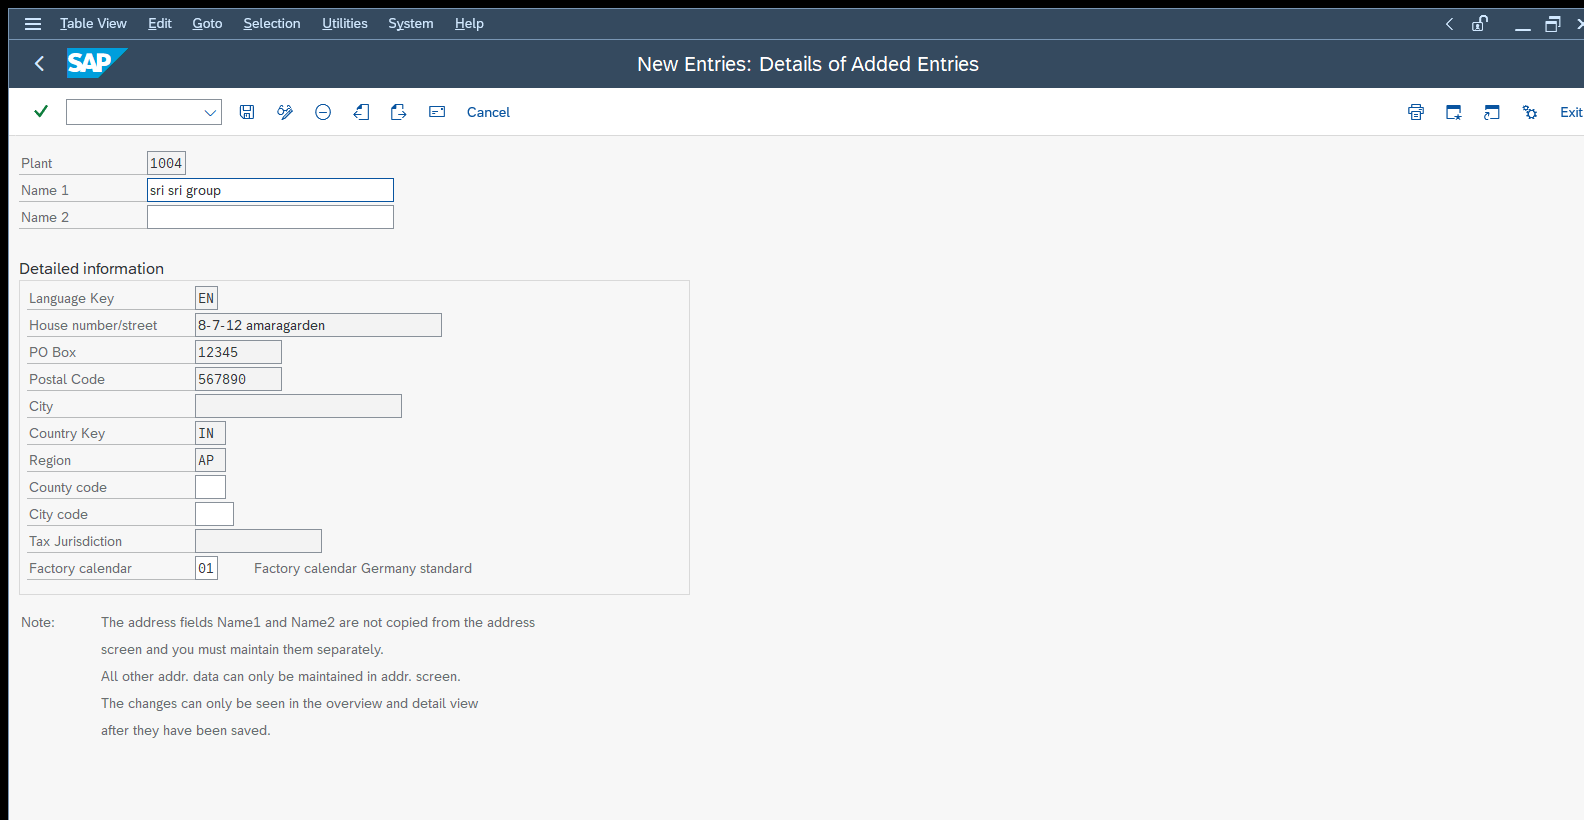 Table View Edit Goto Selection Utilities System Help
SAP New Entries: Details of Added Entries
Cancel Exit
Plant 1004
Name 1 sri sri group
Name 2
Detailed information
Language Key EN
House number/street 8-7-12 amaragarden
PO Box 12345
Postal Code 567890
City
Country Key IN
Region AP
County code
City code
Tax Jurisdiction
Factory calendar 01 Factory calendar Germany standard
Note: The address fields Name1 and Name2 are not copied from the address
screen and you must maintain them separately.
All other addr. data can only be maintained in addr. screen.
The changes can only be seen in the overview and detail view
after they have been saved.